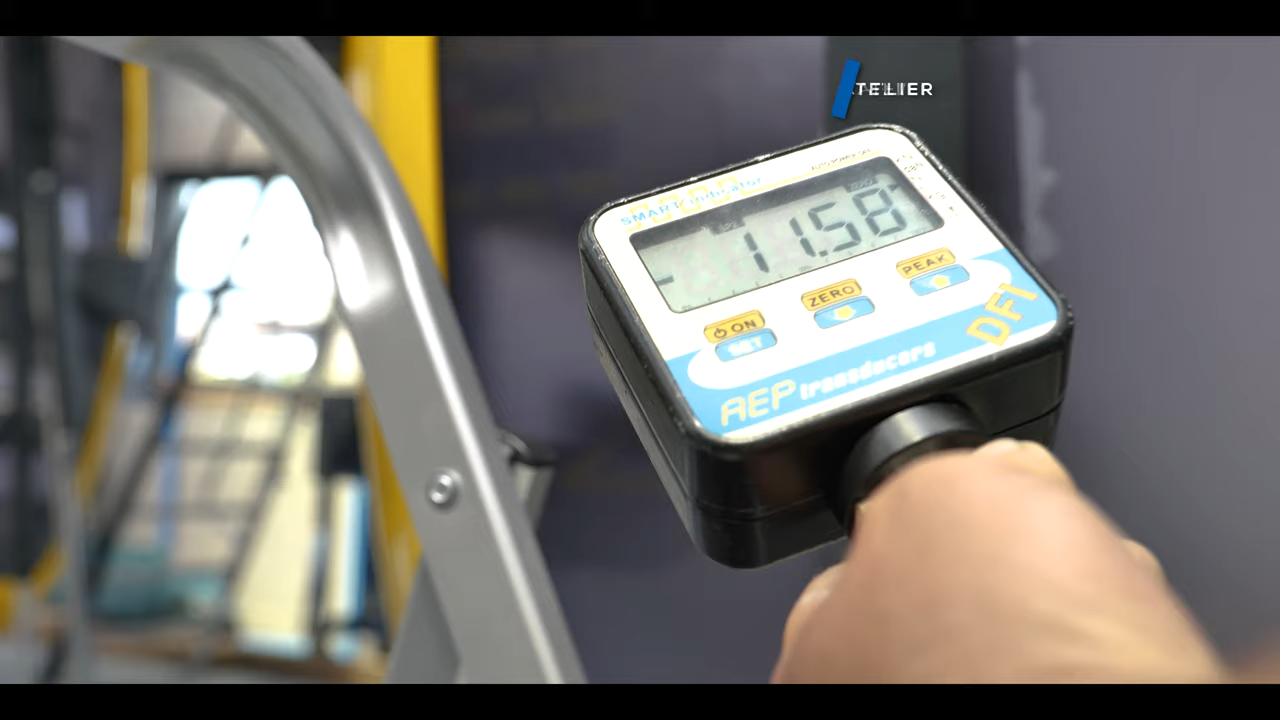 TELIER
SMART indicator
- 11.58
PEAK
ZERO
ON
SET
DFI
AEP transducers